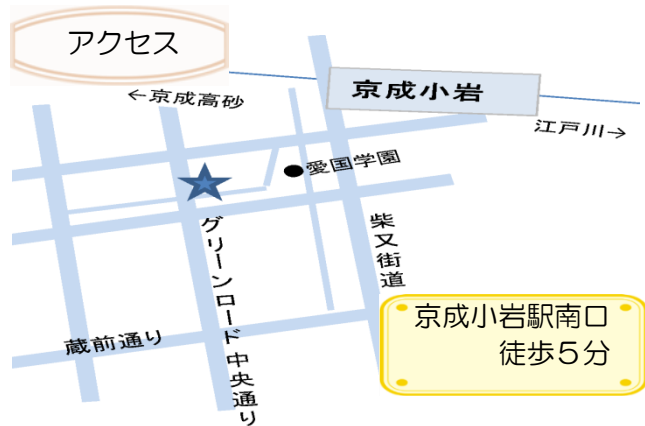 アクセス
京成小岩
←京成高砂
江戸川→
愛国学園
グリーンロード中央通り
柴又街道
蔵前通り
京成小岩駅南口
徒歩５分